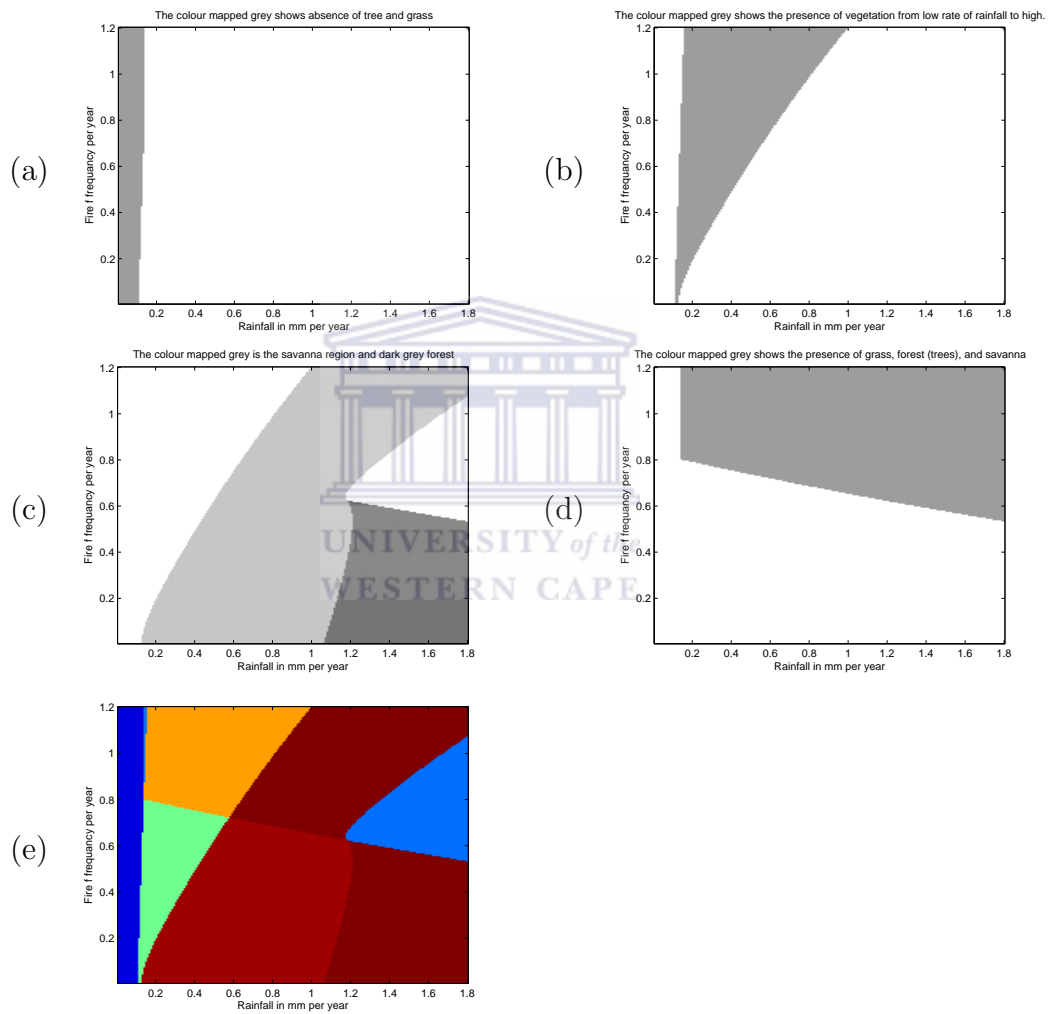 The colour mapped grey shows absence of tree and grass
1.2
1
0.8
0.6
0.4
0.2
Fire f frequancy per year
0.2 0.4 0.6 0.8 1 1.2 1.4 1.6 1.8
Rainfall in mm per year
(a)
The colour mapped grey shows the presence of vegetation from low rate of rainfall to high.
1.2
1
0.8
0.6
0.4
0.2
Fire f frequancy per year
0.2 0.4 0.6 0.8 1 1.2 1.4 1.6 1.8
Rainfall in mm per year
(b)
The colour mapped grey is the savanna region and dark grey forest
1.2
1
0.8
0.6
0.4
0.2
Fire f frequancy per year
0.2 0.4 0.6 0.8 1 1.2 1.4 1.6 1.8
Rainfall in mm per year
(c)
The colour mapped grey shows the presence of grass, forest (trees), and savanna
1.2
1
0.8
0.6
0.4
0.2
Fire f frequancy per year
0.2 0.4 0.6 0.8 1 1.2 1.4 1.6 1.8
Rainfall in mm per year
(d)
UNIVERSITY of the
WESTERN CAPE
1.2
1
0.8
0.6
0.4
0.2
Fire f frequancy per year
0.2 0.4 0.6 0.8 1 1.2 1.4 1.6 1.8
Rainfall in mm per year
(e)